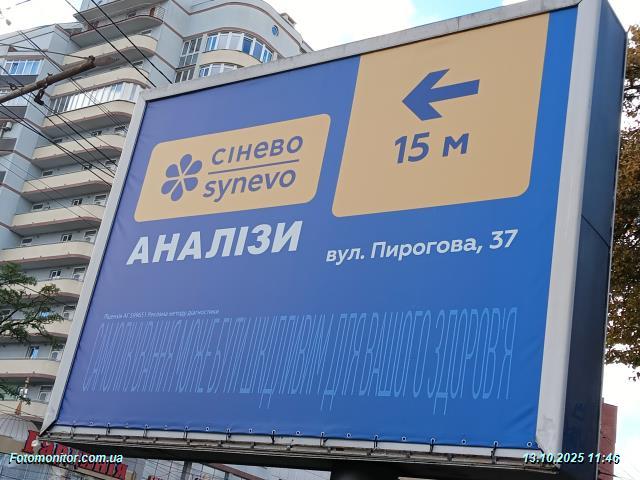 сінево
synevo
15 м
АНАЛІЗИ
вул. Пирогова, 37
САМОЛІКУВАННЯ МОЖЕ БУТИ ШКІДЛИВИМ ДЛЯ ВАШОГО ЗДОРОВ'Я
Fotomonitor.com.ua
13.10.2025 11:46